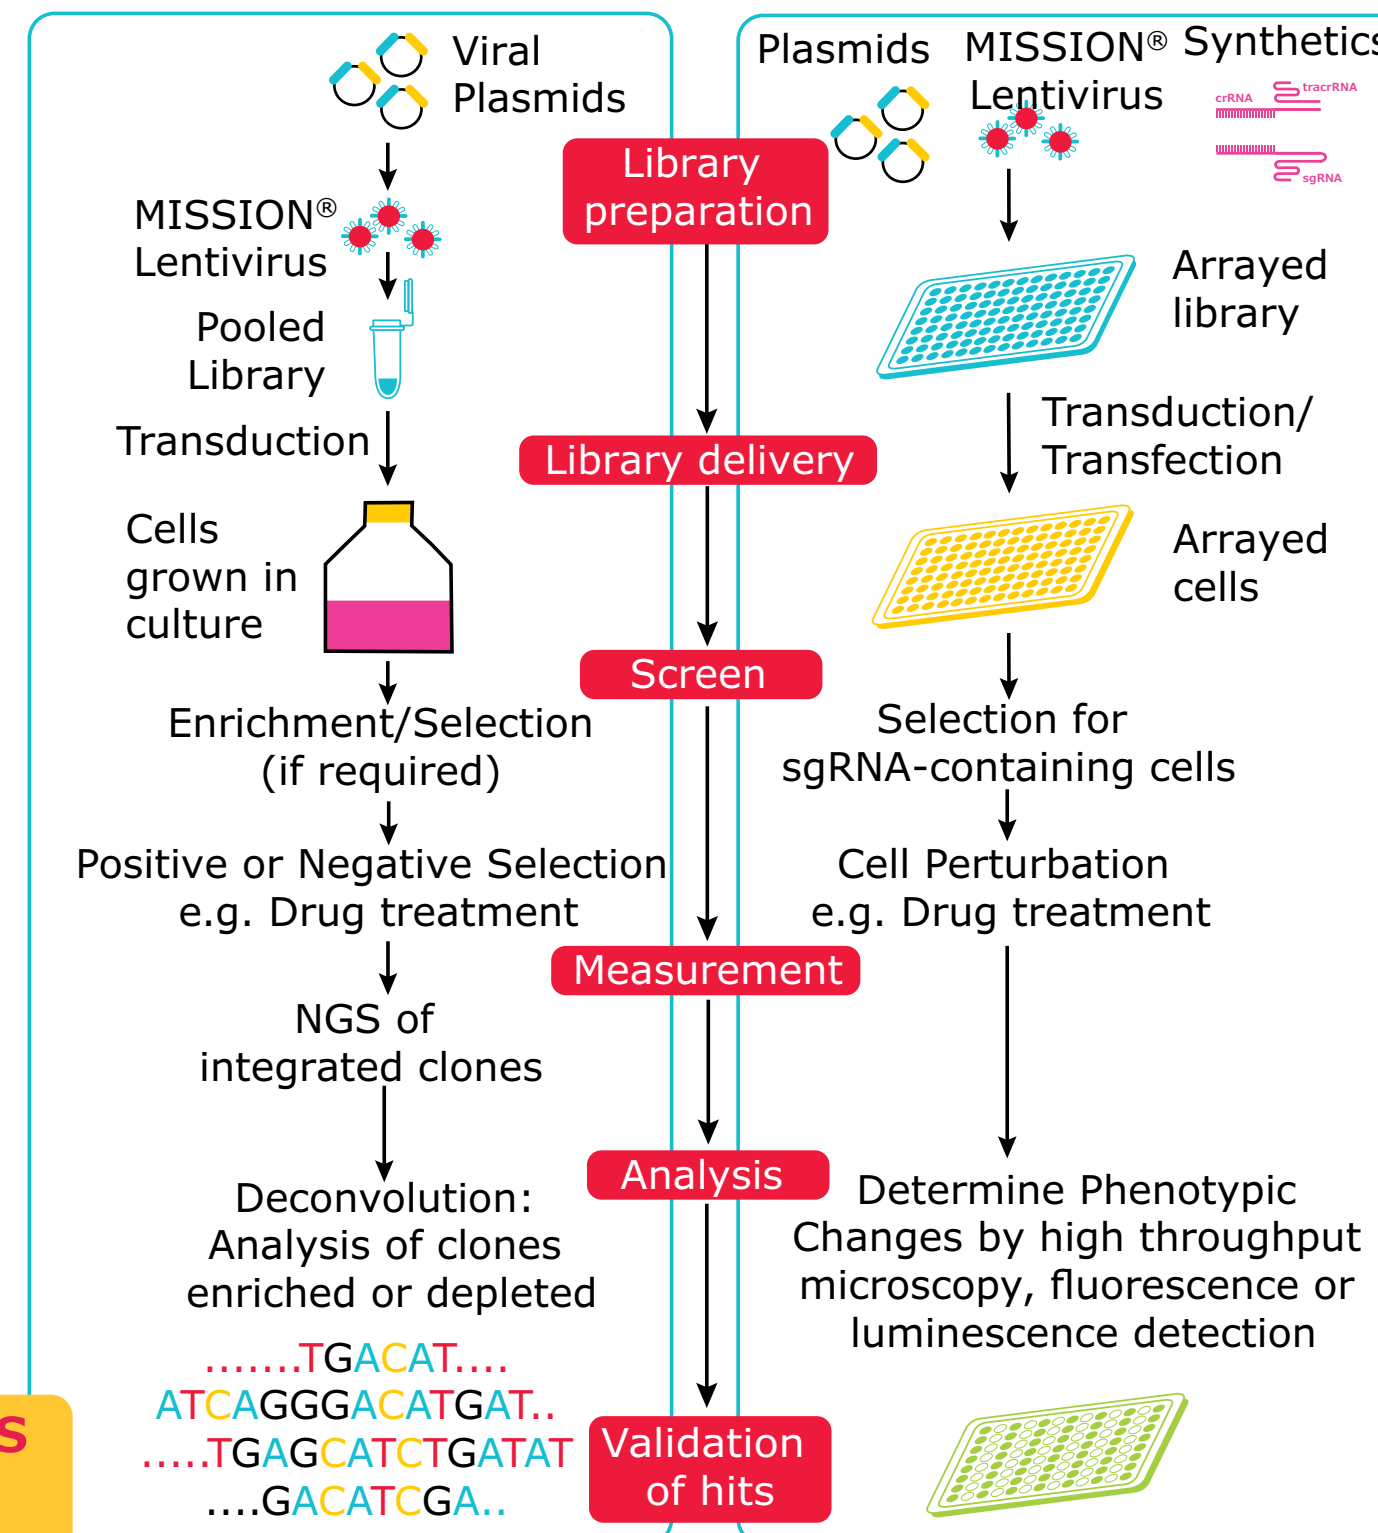 Viral
Plasmids
MISSION®
Lentivirus
Pooled
Library
Transduction
Cells
grown in
culture
Enrichment/Selection
(if required)
Positive or Negative Selection
e.g. Drug treatment
NGS of
integrated clones
Deconvolution:
Analysis of clones
enriched or depleted
.......TGACAT....
ATCAGGGACATGAT..
.....TGAGCATCTGATAT
....GACATCGA..
S
Library
preparation
Library delivery
Screen
Measurement
Analysis
Validation
of hits
Plasmids
MISSION®
Lentivirus
Synthetics
crRNA
tracrRNA
sgRNA
Arrayed
library
Transduction/
Transfection
Arrayed
cells
Selection for
sgRNA-containing cells
Cell Perturbation
e.g. Drug treatment
Determine Phenotypic
Changes by high throughput
microscopy, fluorescence or
luminescence detection